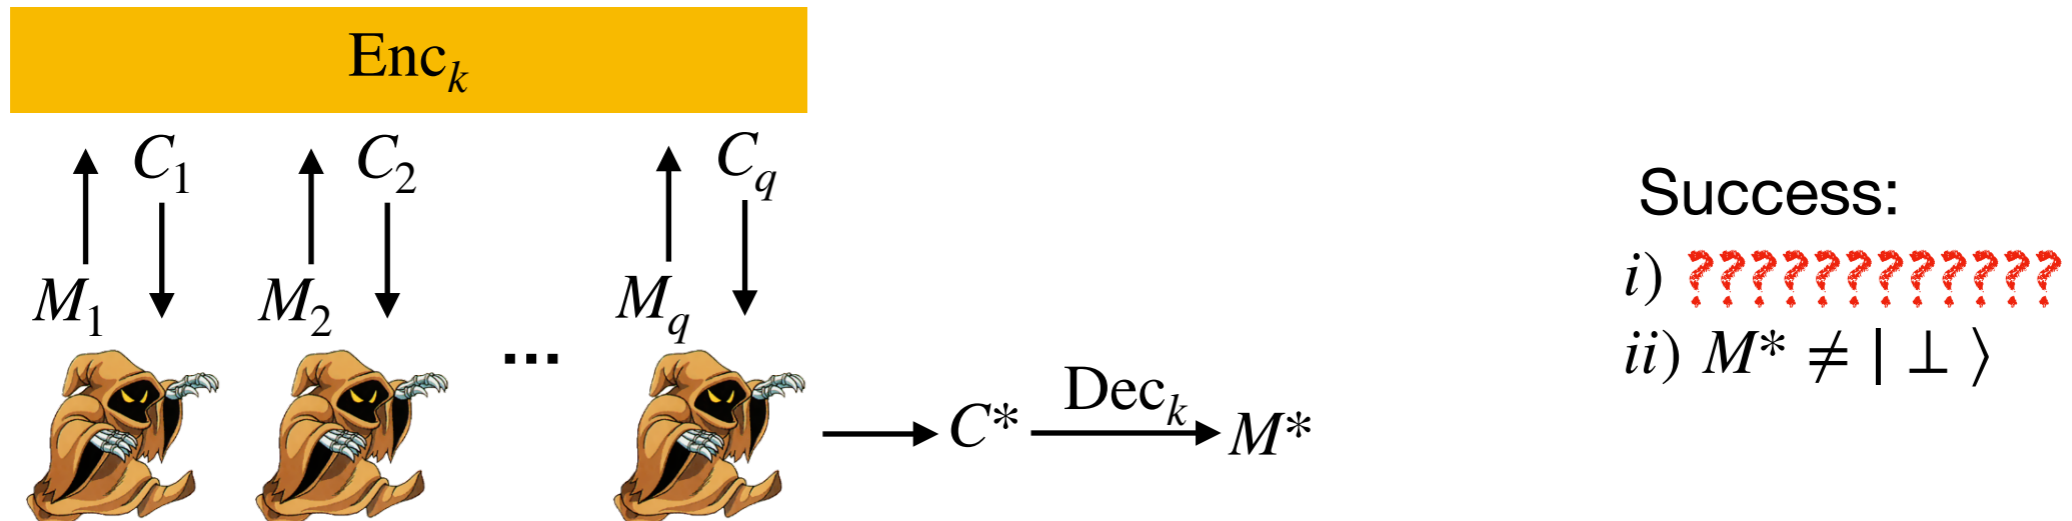 Enc_k
C_1 C_2 C_q
M_1 M_2 ... M_q
C* Dec_k M*
Success:
i) ????????????
ii) M* ≠ | ⊥ ⟩